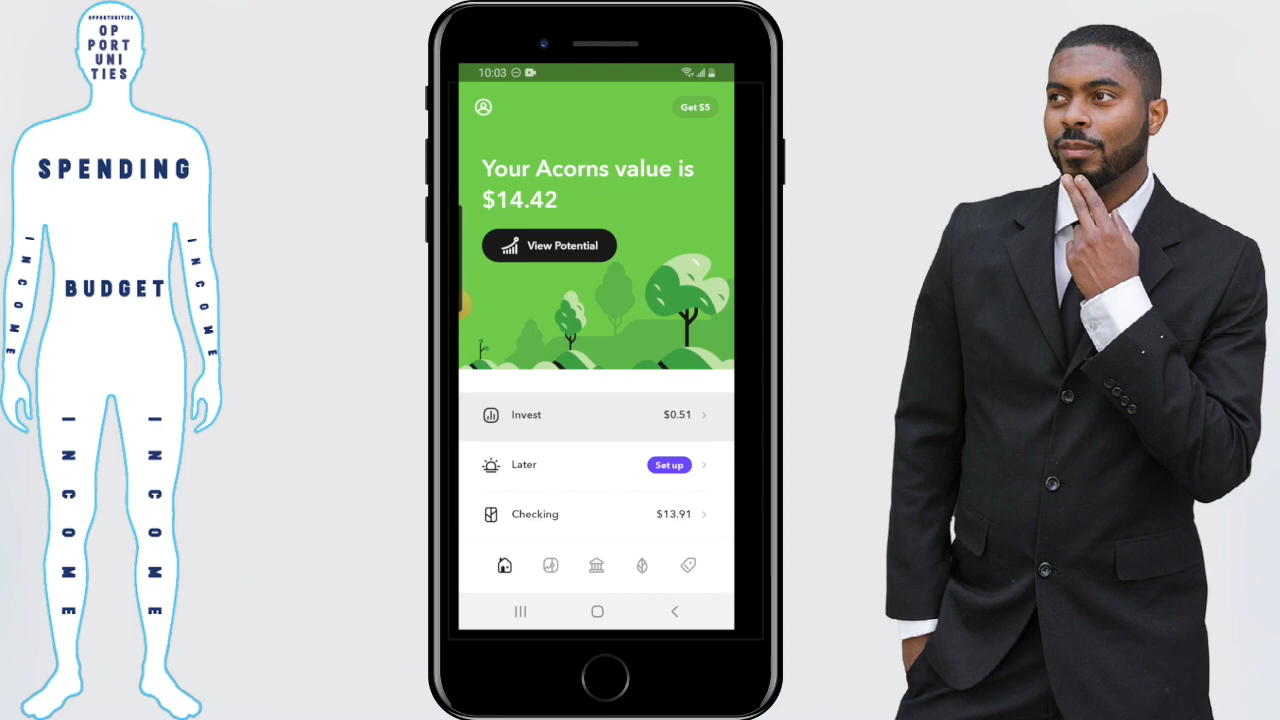 OPPORTUNITIES
OP
PORT
UNI
TIES
SPENDING
BUDGET
INCOME
INCOME
INCOME
INCOME
10:03
Get $5
Your Acorns value is
$14.42
View Potential
Invest $0.51
Later Set up
Checking $13.91